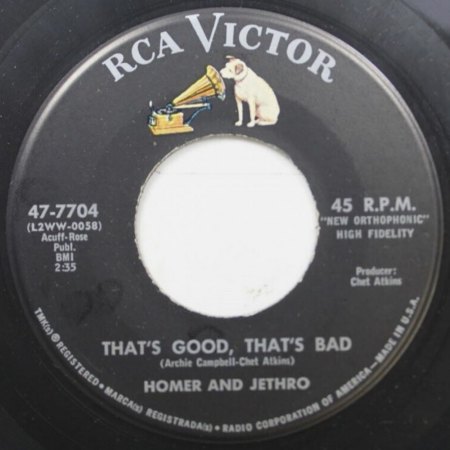 RCA VICTOR
47-7704
(L2WW-0058)
Acuff-Rose
Publ.
BMI
2:35
45 R.P.M.
"NEW ORTHOPHONIC"
HIGH FIDELITY
Producer:
Chet Atkins
THAT'S GOOD, THAT'S BAD
(Archie Campbell-Chet Atkins)
HOMER AND JETHRO
TMK(s) ® REGISTERED • MARCA(s) REGISTRADA(s) • RADIO CORPORATION OF AMERICA—MADE IN U.S.A.